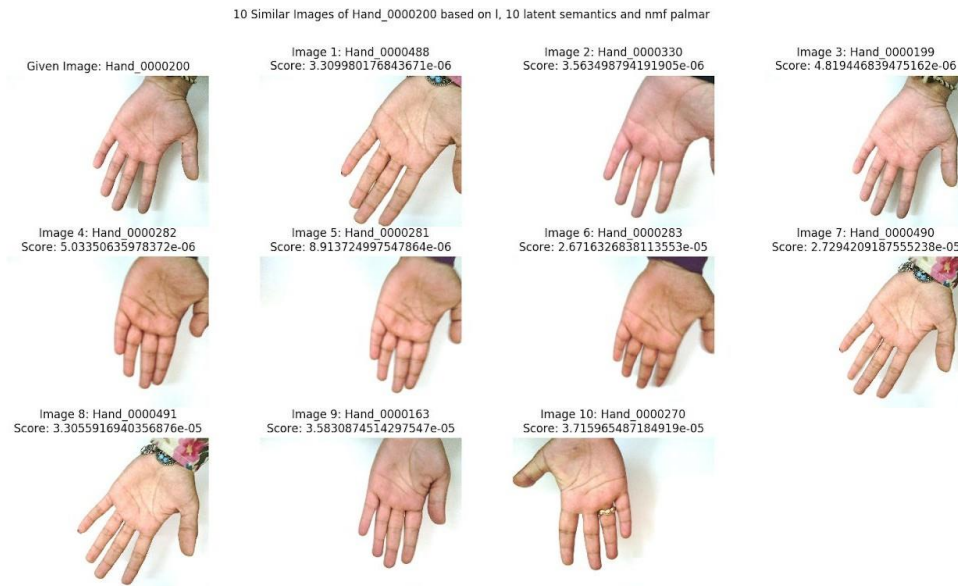 10 Similar Images of Hand_0000200 based on l, 10 latent semantics and nmf palmar
Given Image: Hand_0000200
Image 1: Hand_0000488
Score: 3.309980176843671e-06
Image 2: Hand_0000330
Score: 3.563498794191905e-06
Image 3: Hand_0000199
Score: 4.819446839475162e-06
Image 4: Hand_0000282
Score: 5.03350635978372e-06
Image 5: Hand_0000281
Score: 8.913724997547864e-06
Image 6: Hand_0000283
Score: 2.6716326838113553e-05
Image 7: Hand_0000490
Score: 2.7294209187555238e-05
Image 8: Hand_0000491
Score: 3.3055916940356876e-05
Image 9: Hand_0000163
Score: 3.5830874514297547e-05
Image 10: Hand_0000270
Score: 3.715965487184919e-05